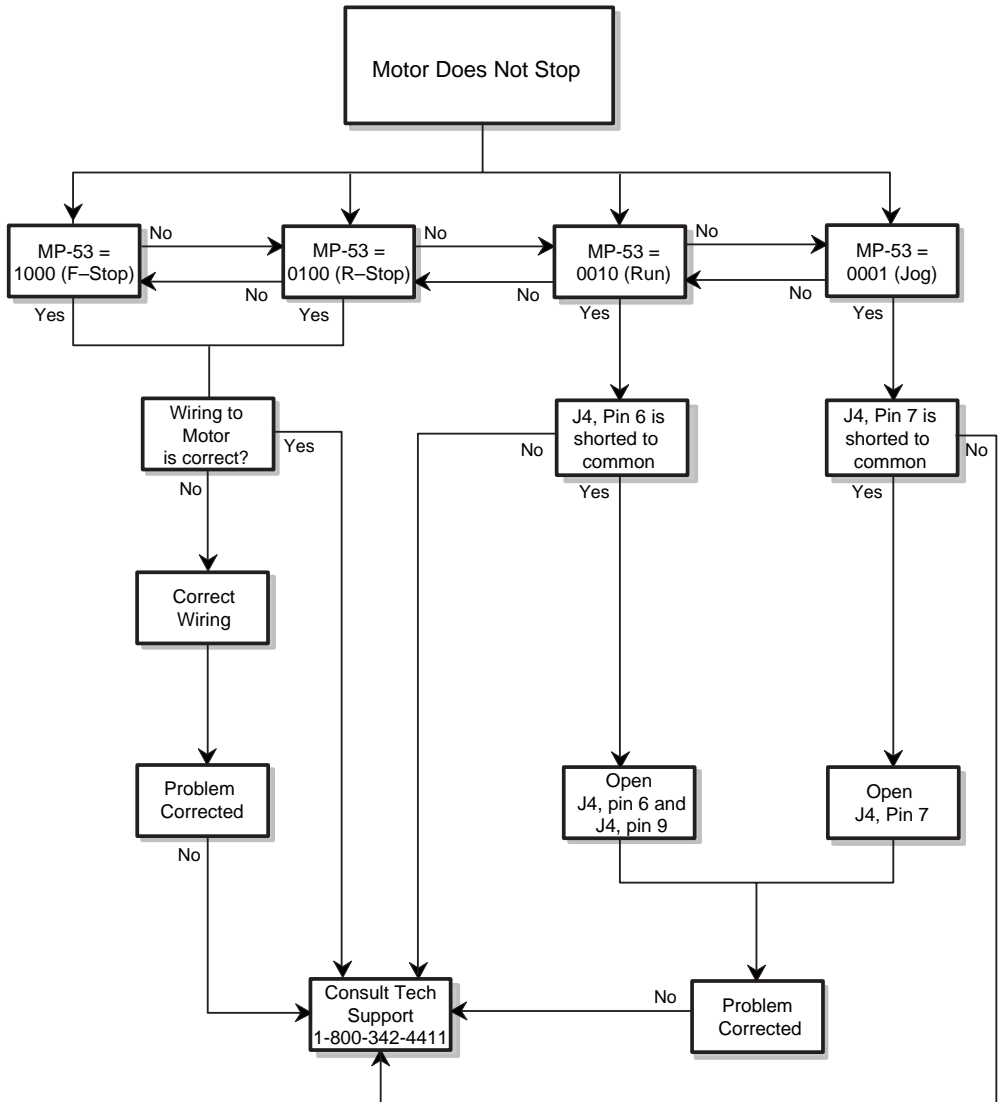 Motor Does Not Stop
No
No
No
MP-53 =
1000 (F–Stop)
MP-53 =
0100 (R–Stop)
MP-53 =
0010 (Run)
MP-53 =
0001 (Jog)
No
No
No
Yes
Yes
Yes
Yes
Wiring to
Motor
is correct?
Yes
No
J4, Pin 6 is
shorted to
common
No
Yes
J4, Pin 7 is
shorted to
common
No
Yes
Correct
Wiring
Problem
Corrected
No
Open
J4, pin 6 and
J4, pin 9
Open
J4, Pin 7
Consult Tech
Support
1-800-342-4411
No
Problem
Corrected